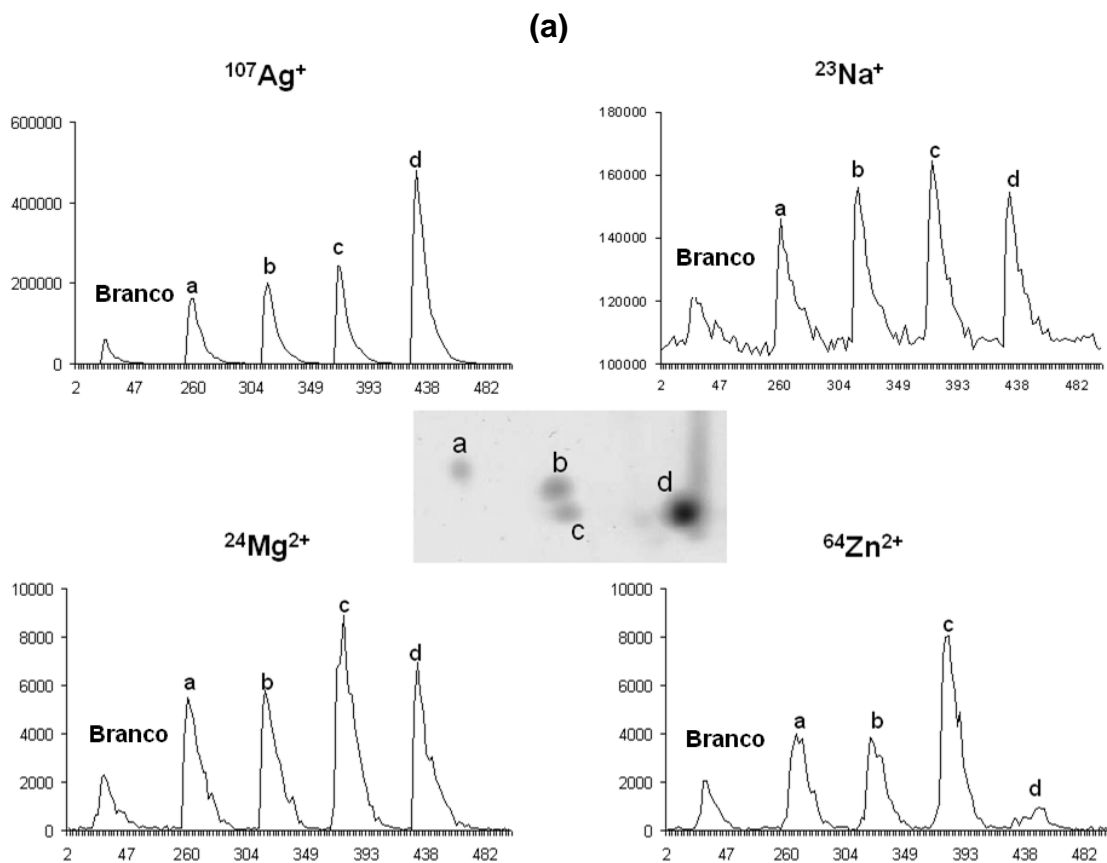 (a)
¹⁰⁷Ag⁺
600000
400000
200000
0
Branco
a
b
c
d
2 47 260 304 349 393 438 482
²³Na⁺
180000
160000
140000
120000
100000
Branco
a
b
c
d
2 47 260 304 349 393 438 482
a
b
c
d
²⁴Mg²⁺
10000
8000
6000
4000
2000
0
Branco
a
b
c
d
2 47 260 304 349 393 438 482
⁶⁴Zn²⁺
10000
8000
6000
4000
2000
0
Branco
a
b
c
d
2 47 260 304 349 393 438 482